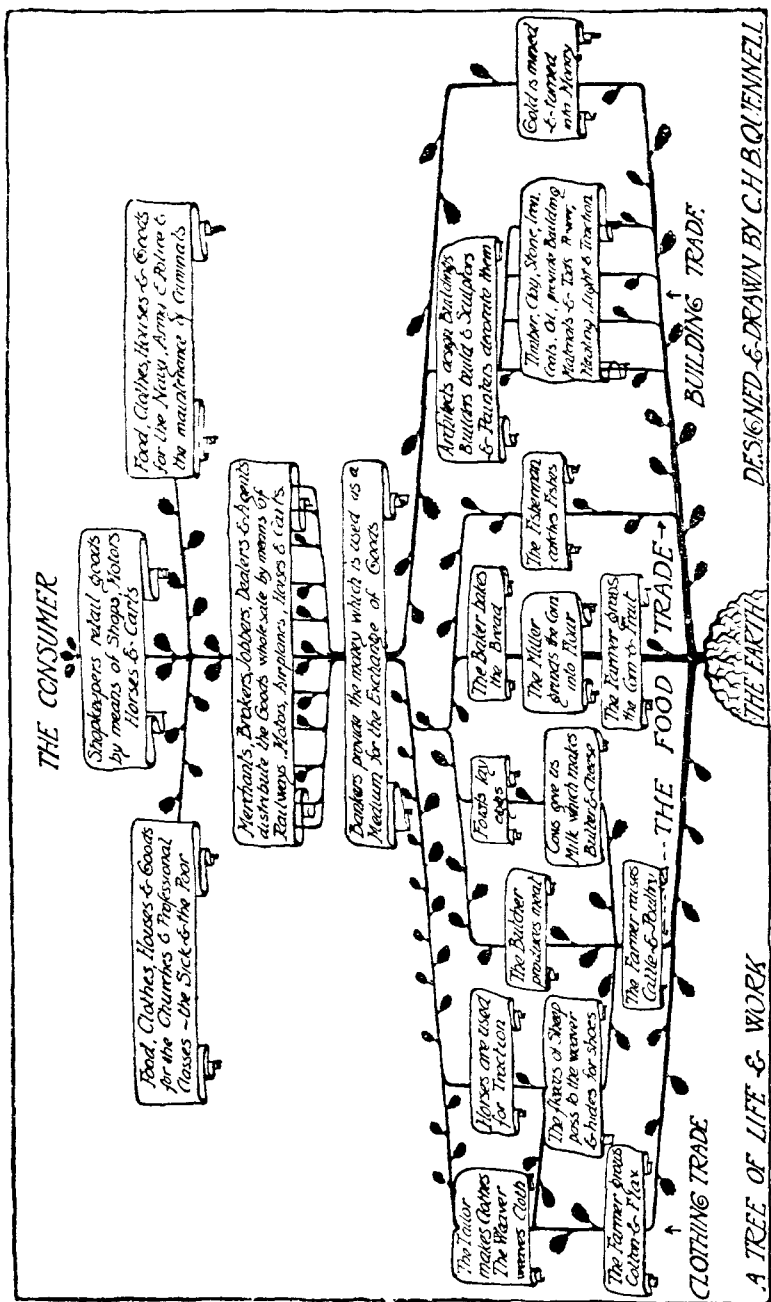 THE CONSUMER
Food, Clothes, Houses & Goods
for the Churches & Professional
Classes – the Sick & the Poor
Shopkeepers retail goods
by means of Shops, Motors
Horses & Carts
Food, Clothes, Houses & Goods
for the Navy, Army & Police &
the maintenance of Criminals
Merchants, Brokers, Jobbers, Dealers & Agents
distribute the Goods wholesale by means of
Railways, Motors, Airplanes, Horses & Carts.
Bankers provide the money which is used as a
Medium for the Exchange of Goods
The Tailor
makes Clothes
The Weaver
weaves Cloth
Horses are used
for Traction
The fleeces of Sheep
pass to the weaver
& hides for shoes
The Farmer grows
Cotton & Flax
The Butcher
produces meat
Fowls lay
eggs
Cows give us
Milk which makes
Butter & Cheese
The Farmer raises
Cattle & Poultry
The Baker bakes
the Bread
The Miller
grinds the Corn
into Flour
The Farmer grows
the Corn & Fruit
The Fisherman
catches Fishes
Architects design Buildings
Builders build & Sculptors
& Painters decorate them
Timber, Clay, Stone, Iron,
Coals, Oil, provide Building
Materials & Tools Power,
Heating, Light & Traction
Gold is mined
& turned
into Money
CLOTHING TRADE
THE FOOD TRADE
BUILDING TRADE
THE EARTH
A TREE OF LIFE & WORK
DESIGNED & DRAWN BY C.H.B. QUENNELL